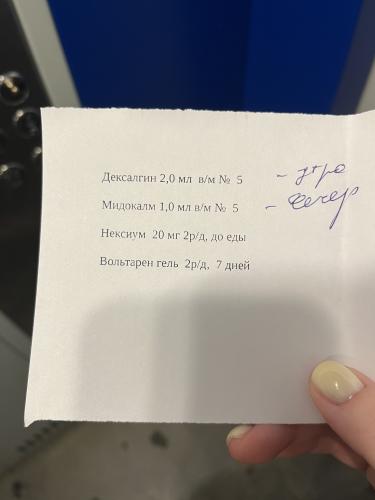 Дексалгин 2,0 мл в/м № 5 - утро
Мидокалм 1,0 мл в/м № 5 - вечер
Нексиум 20 мг 2р/д, до еды
Вольтарен гель 2р/д, 7 дней